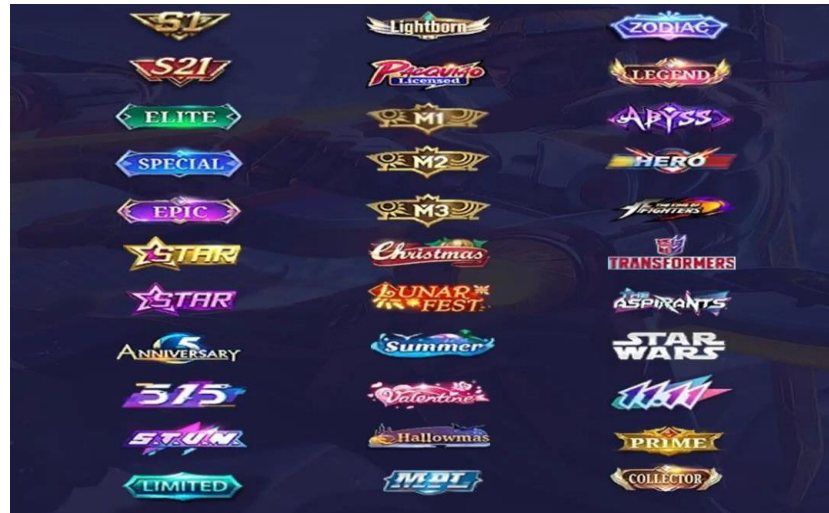 S1
Lightborn
ZODIAC
S21
PACQUIAO
Licensed
LEGEND
ELITE
M1
ABYSS
SPECIAL
M2
HERO
EPIC
M3
THE KING OF
FIGHTERS
STAR
Christmas
TRANSFORMERS
STAR
LUNAR
FEST
THE
ASPIRANTS
5
ANNIVERSARY
Summer
STAR
WARS
515
Valentine
11.11
S.T.U.N
Hallowmas
PRIME
LIMITED
MPL
COLLECTOR